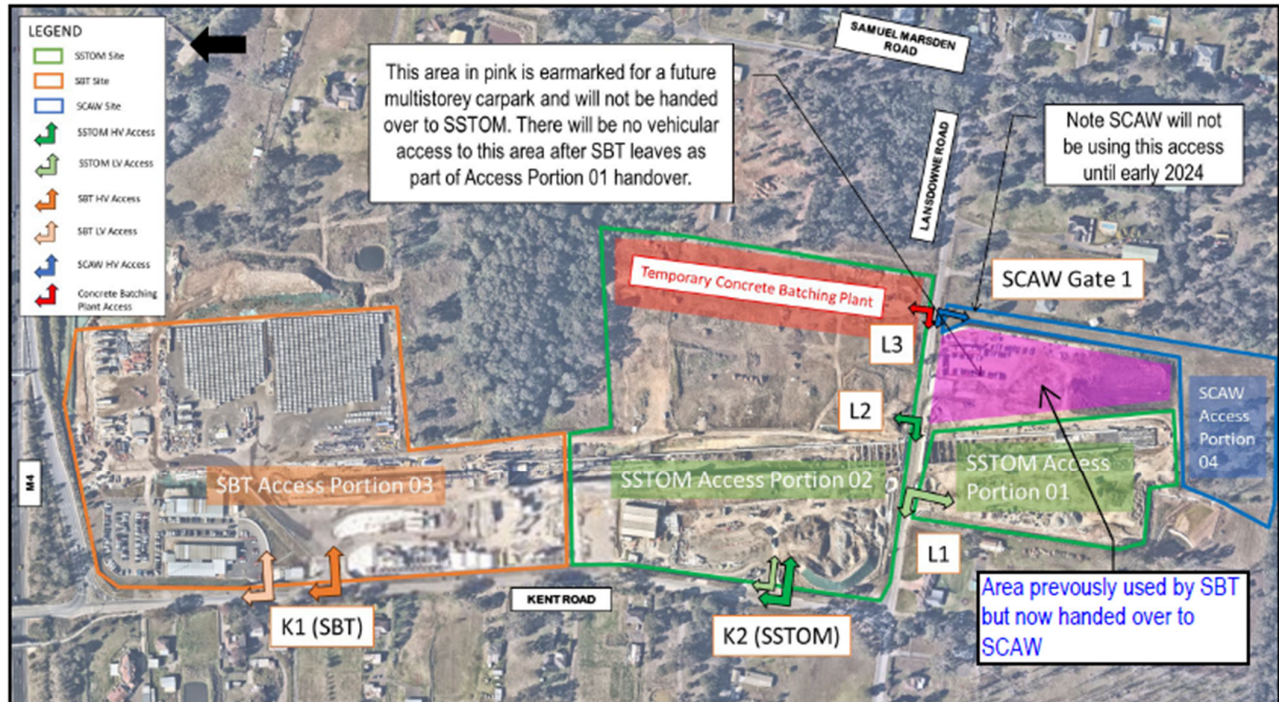 LEGEND
SSTOM Site
SBT Site
SCAW Site
SSTOM HV Access
SSTOM LV Access
SBT HV Access
SBT LV Access
SCAW HV Access
Concrete Batching
Plant Access
This area in pink is earmarked for a future
multistorey carpark and will not be handed
over to SSTOM. There will be no vehicular
access to this area after SBT leaves as
part of Access Portion 01 handover.
SAMUEL MARSDEN
ROAD
LANSDOWNE ROAD
Note SCAW will not
be using this access
until early 2024
SCAW Gate 1
Temporary Concrete Batching Plant
L3
L2
SCAW
Access
Portion
04
M4
SBT Access Portion 03
SSTOM Access Portion 02
SSTOM Access
Portion 01
L1
KENT ROAD
K1 (SBT)
K2 (SSTOM)
Area prevously used by SBT
but now handed over to
SCAW